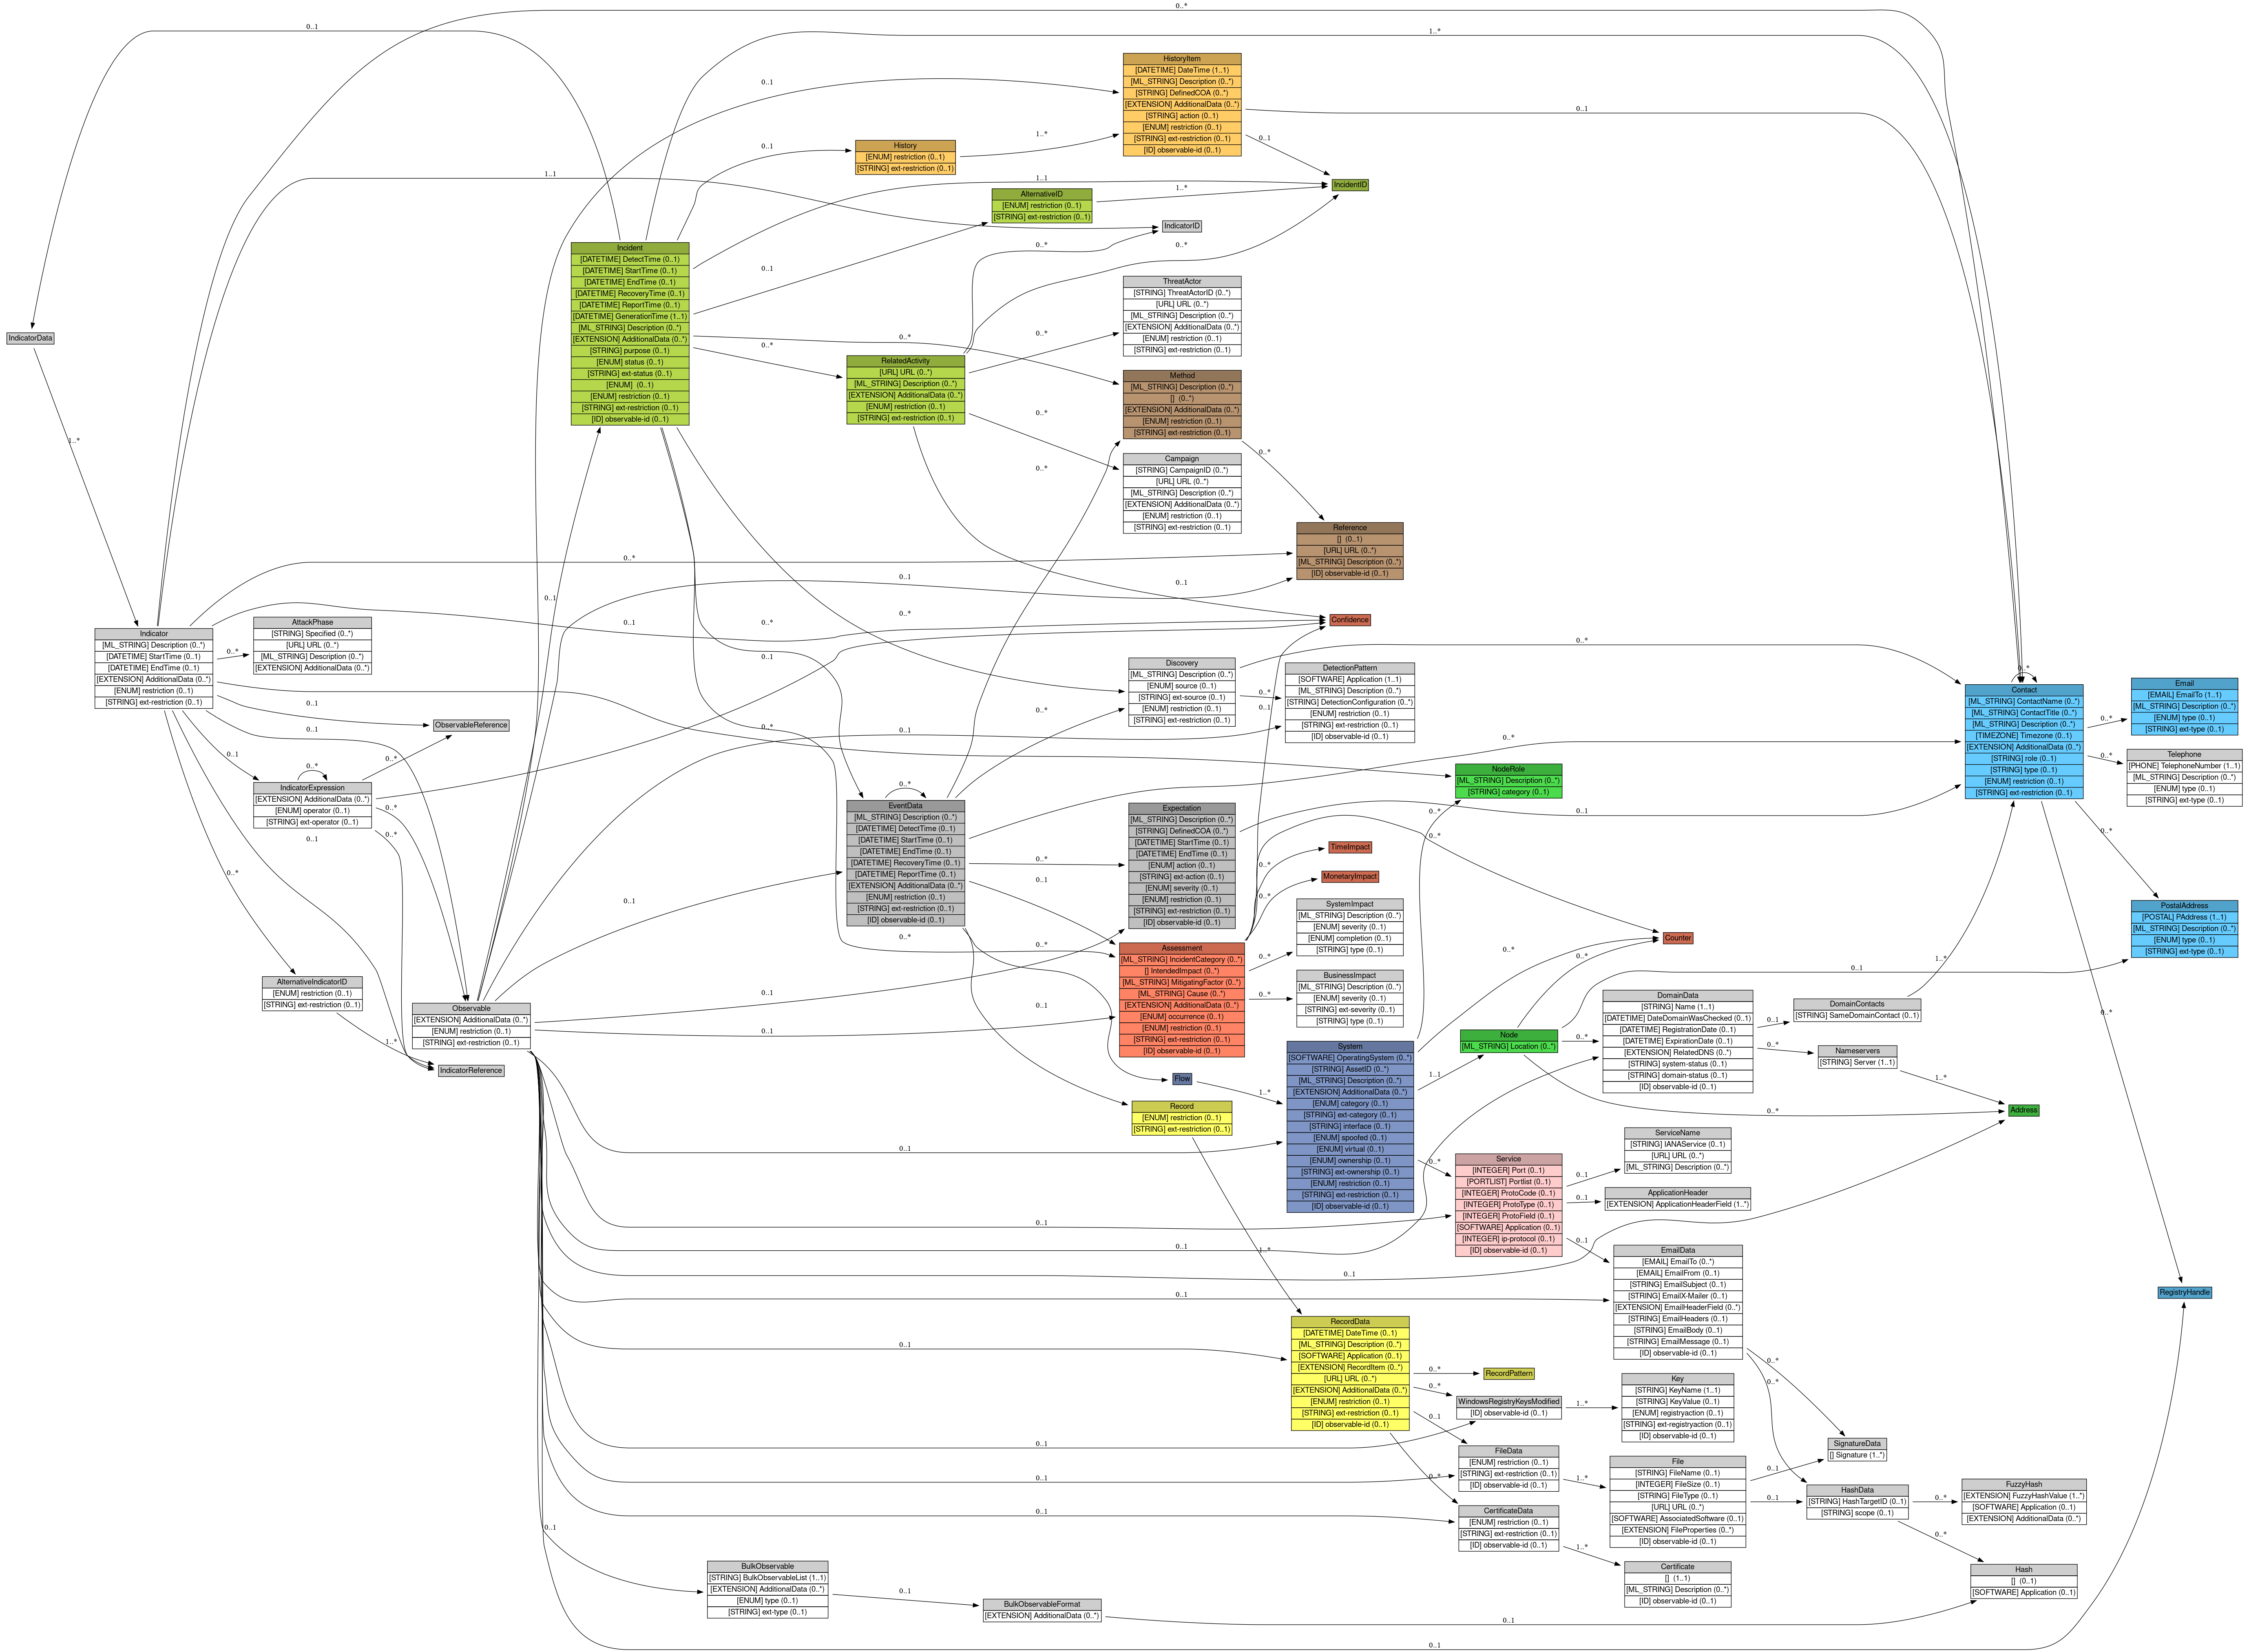 IndicatorData
Indicator
[ML_STRING] Description (0..*)
[DATETIME] StartTime (0..1)
[DATETIME] EndTime (0..1)
[EXTENSION] AdditionalData (0..*)
[ENUM] restriction (0..1)
[STRING] ext-restriction (0..1)
AttackPhase
[STRING] Specified (0..*)
[URL] URL (0..*)
[ML_STRING] Description (0..*)
[EXTENSION] AdditionalData (0..*)
ObservableReference
IndicatorExpression
[EXTENSION] AdditionalData (0..*)
[ENUM] operator (0..1)
[STRING] ext-operator (0..1)
AlternativeIndicatorID
[ENUM] restriction (0..1)
[STRING] ext-restriction (0..1)
Observable
[EXTENSION] AdditionalData (0..*)
[ENUM] restriction (0..1)
[STRING] ext-restriction (0..1)
IndicatorReference
Incident
[DATETIME] DetectTime (0..1)
[DATETIME] StartTime (0..1)
[DATETIME] EndTime (0..1)
[DATETIME] RecoveryTime (0..1)
[DATETIME] ReportTime (0..1)
[DATETIME] GenerationTime (1..1)
[ML_STRING] Description (0..*)
[EXTENSION] AdditionalData (0..*)
[STRING] purpose (0..1)
[ENUM] status (0..1)
[STRING] ext-status (0..1)
[ENUM]  (0..1)
[ENUM] restriction (0..1)
[STRING] ext-restriction (0..1)
[ID] observable-id (0..1)
History
[ENUM] restriction (0..1)
[STRING] ext-restriction (0..1)
AlternativeID
[ENUM] restriction (0..1)
[STRING] ext-restriction (0..1)
RelatedActivity
[URL] URL (0..*)
[ML_STRING] Description (0..*)
[EXTENSION] AdditionalData (0..*)
[ENUM] restriction (0..1)
[STRING] ext-restriction (0..1)
EventData
[ML_STRING] Description (0..*)
[DATETIME] DetectTime (0..1)
[DATETIME] StartTime (0..1)
[DATETIME] EndTime (0..1)
[DATETIME] RecoveryTime (0..1)
[DATETIME] ReportTime (0..1)
[EXTENSION] AdditionalData (0..*)
[ENUM] restriction (0..1)
[STRING] ext-restriction (0..1)
[ID] observable-id (0..1)
BulkObservable
[STRING] BulkObservableList (1..1)
[EXTENSION] AdditionalData (0..*)
[ENUM] type (0..1)
[STRING] ext-type (0..1)
BulkObservableFormat
[EXTENSION] AdditionalData (0..*)
HistoryItem
[DATETIME] DateTime (1..1)
[ML_STRING] Description (0..*)
[STRING] DefinedCOA (0..*)
[EXTENSION] AdditionalData (0..*)
[STRING] action (0..1)
[ENUM] restriction (0..1)
[STRING] ext-restriction (0..1)
[ID] observable-id (0..1)
IncidentID
IndicatorID
ThreatActor
[STRING] ThreatActorID (0..*)
[URL] URL (0..*)
[ML_STRING] Description (0..*)
[EXTENSION] AdditionalData (0..*)
[ENUM] restriction (0..1)
[STRING] ext-restriction (0..1)
Method
[ML_STRING] Description (0..*)
[]  (0..*)
[EXTENSION] AdditionalData (0..*)
[ENUM] restriction (0..1)
[STRING] ext-restriction (0..1)
Campaign
[STRING] CampaignID (0..*)
[URL] URL (0..*)
[ML_STRING] Description (0..*)
[EXTENSION] AdditionalData (0..*)
[ENUM] restriction (0..1)
[STRING] ext-restriction (0..1)
Reference
[]  (0..1)
[URL] URL (0..*)
[ML_STRING] Description (0..*)
[ID] observable-id (0..1)
Confidence
Discovery
[ML_STRING] Description (0..*)
[ENUM] source (0..1)
[STRING] ext-source (0..1)
[ENUM] restriction (0..1)
[STRING] ext-restriction (0..1)
DetectionPattern
[SOFTWARE] Application (1..1)
[ML_STRING] Description (0..*)
[STRING] DetectionConfiguration (0..*)
[ENUM] restriction (0..1)
[STRING] ext-restriction (0..1)
[ID] observable-id (0..1)
Expectation
[ML_STRING] Description (0..*)
[STRING] DefinedCOA (0..*)
[DATETIME] StartTime (0..1)
[DATETIME] EndTime (0..1)
[ENUM] action (0..1)
[STRING] ext-action (0..1)
[ENUM] severity (0..1)
[ENUM] restriction (0..1)
[STRING] ext-restriction (0..1)
[ID] observable-id (0..1)
Assessment
[ML_STRING] IncidentCategory (0..*)
[] IntendedImpact (0..*)
[ML_STRING] MitigatingFactor (0..*)
[ML_STRING] Cause (0..*)
[EXTENSION] AdditionalData (0..*)
[ENUM] occurrence (0..1)
[ENUM] restriction (0..1)
[STRING] ext-restriction (0..1)
[ID] observable-id (0..1)
TimeImpact
MonetaryImpact
SystemImpact
[ML_STRING] Description (0..*)
[ENUM] severity (0..1)
[ENUM] completion (0..1)
[STRING] type (0..1)
BusinessImpact
[ML_STRING] Description (0..*)
[ENUM] severity (0..1)
[STRING] ext-severity (0..1)
[STRING] type (0..1)
Flow
Record
[ENUM] restriction (0..1)
[STRING] ext-restriction (0..1)
System
[SOFTWARE] OperatingSystem (0..*)
[STRING] AssetID (0..*)
[ML_STRING] Description (0..*)
[EXTENSION] AdditionalData (0..*)
[ENUM] category (0..1)
[STRING] ext-category (0..1)
[STRING] interface (0..1)
[ENUM] spoofed (0..1)
[ENUM] virtual (0..1)
[ENUM] ownership (0..1)
[STRING] ext-ownership (0..1)
[ENUM] restriction (0..1)
[STRING] ext-restriction (0..1)
[ID] observable-id (0..1)
RecordData
[DATETIME] DateTime (0..1)
[ML_STRING] Description (0..*)
[SOFTWARE] Application (0..1)
[EXTENSION] RecordItem (0..*)
[URL] URL (0..*)
[EXTENSION] AdditionalData (0..*)
[ENUM] restriction (0..1)
[STRING] ext-restriction (0..1)
[ID] observable-id (0..1)
NodeRole
[ML_STRING] Description (0..*)
[STRING] category (0..1)
Counter
Node
[ML_STRING] Location (0..*)
Service
[INTEGER] Port (0..1)
[PORTLIST] Portlist (0..1)
[INTEGER] ProtoCode (0..1)
[INTEGER] ProtoType (0..1)
[INTEGER] ProtoField (0..1)
[SOFTWARE] Application (0..1)
[INTEGER] ip-protocol (0..1)
[ID] observable-id (0..1)
RecordPattern
WindowsRegistryKeysModified
[ID] observable-id (0..1)
FileData
[ENUM] restriction (0..1)
[STRING] ext-restriction (0..1)
[ID] observable-id (0..1)
CertificateData
[ENUM] restriction (0..1)
[STRING] ext-restriction (0..1)
[ID] observable-id (0..1)
DomainData
[STRING] Name (1..1)
[DATETIME] DateDomainWasChecked (0..1)
[DATETIME] RegistrationDate (0..1)
[DATETIME] ExpirationDate (0..1)
[EXTENSION] RelatedDNS (0..*)
[STRING] system-status (0..1)
[STRING] domain-status (0..1)
[ID] observable-id (0..1)
ServiceName
[STRING] IANAService (0..1)
[URL] URL (0..*)
[ML_STRING] Description (0..*)
ApplicationHeader
[EXTENSION] ApplicationHeaderField (1..*)
EmailData
[EMAIL] EmailTo (0..*)
[EMAIL] EmailFrom (0..1)
[STRING] EmailSubject (0..1)
[STRING] EmailX-Mailer (0..1)
[EXTENSION] EmailHeaderField (0..*)
[STRING] EmailHeaders (0..1)
[STRING] EmailBody (0..1)
[STRING] EmailMessage (0..1)
[ID] observable-id (0..1)
Key
[STRING] KeyName (1..1)
[STRING] KeyValue (0..1)
[ENUM] registryaction (0..1)
[STRING] ext-registryaction (0..1)
[ID] observable-id (0..1)
File
[STRING] FileName (0..1)
[INTEGER] FileSize (0..1)
[STRING] FileType (0..1)
[URL] URL (0..*)
[SOFTWARE] AssociatedSoftware (0..1)
[EXTENSION] FileProperties (0..*)
[ID] observable-id (0..1)
Certificate
[]  (1..1)
[ML_STRING] Description (0..*)
[ID] observable-id (0..1)
DomainContacts
[STRING] SameDomainContact (0..1)
Nameservers
[STRING] Server (1..1)
SignatureData
[] Signature (1..*)
HashData
[STRING] HashTargetID (0..1)
[STRING] scope (0..1)
Contact
[ML_STRING] ContactName (0..*)
[ML_STRING] ContactTitle (0..*)
[ML_STRING] Description (0..*)
[TIMEZONE] Timezone (0..1)
[EXTENSION] AdditionalData (0..*)
[STRING] role (0..1)
[STRING] type (0..1)
[ENUM] restriction (0..1)
[STRING] ext-restriction (0..1)
Address
FuzzyHash
[EXTENSION] FuzzyHashValue (1..*)
[SOFTWARE] Application (0..1)
[EXTENSION] AdditionalData (0..*)
Hash
[]  (0..1)
[SOFTWARE] Application (0..1)
Email
[EMAIL] EmailTo (1..1)
[ML_STRING] Description (0..*)
[ENUM] type (0..1)
[STRING] ext-type (0..1)
Telephone
[PHONE] TelephoneNumber (1..1)
[ML_STRING] Description (0..*)
[ENUM] type (0..1)
[STRING] ext-type (0..1)
PostalAddress
[POSTAL] PAddress (1..1)
[ML_STRING] Description (0..*)
[ENUM] type (0..1)
[STRING] ext-type (0..1)
RegistryHandle